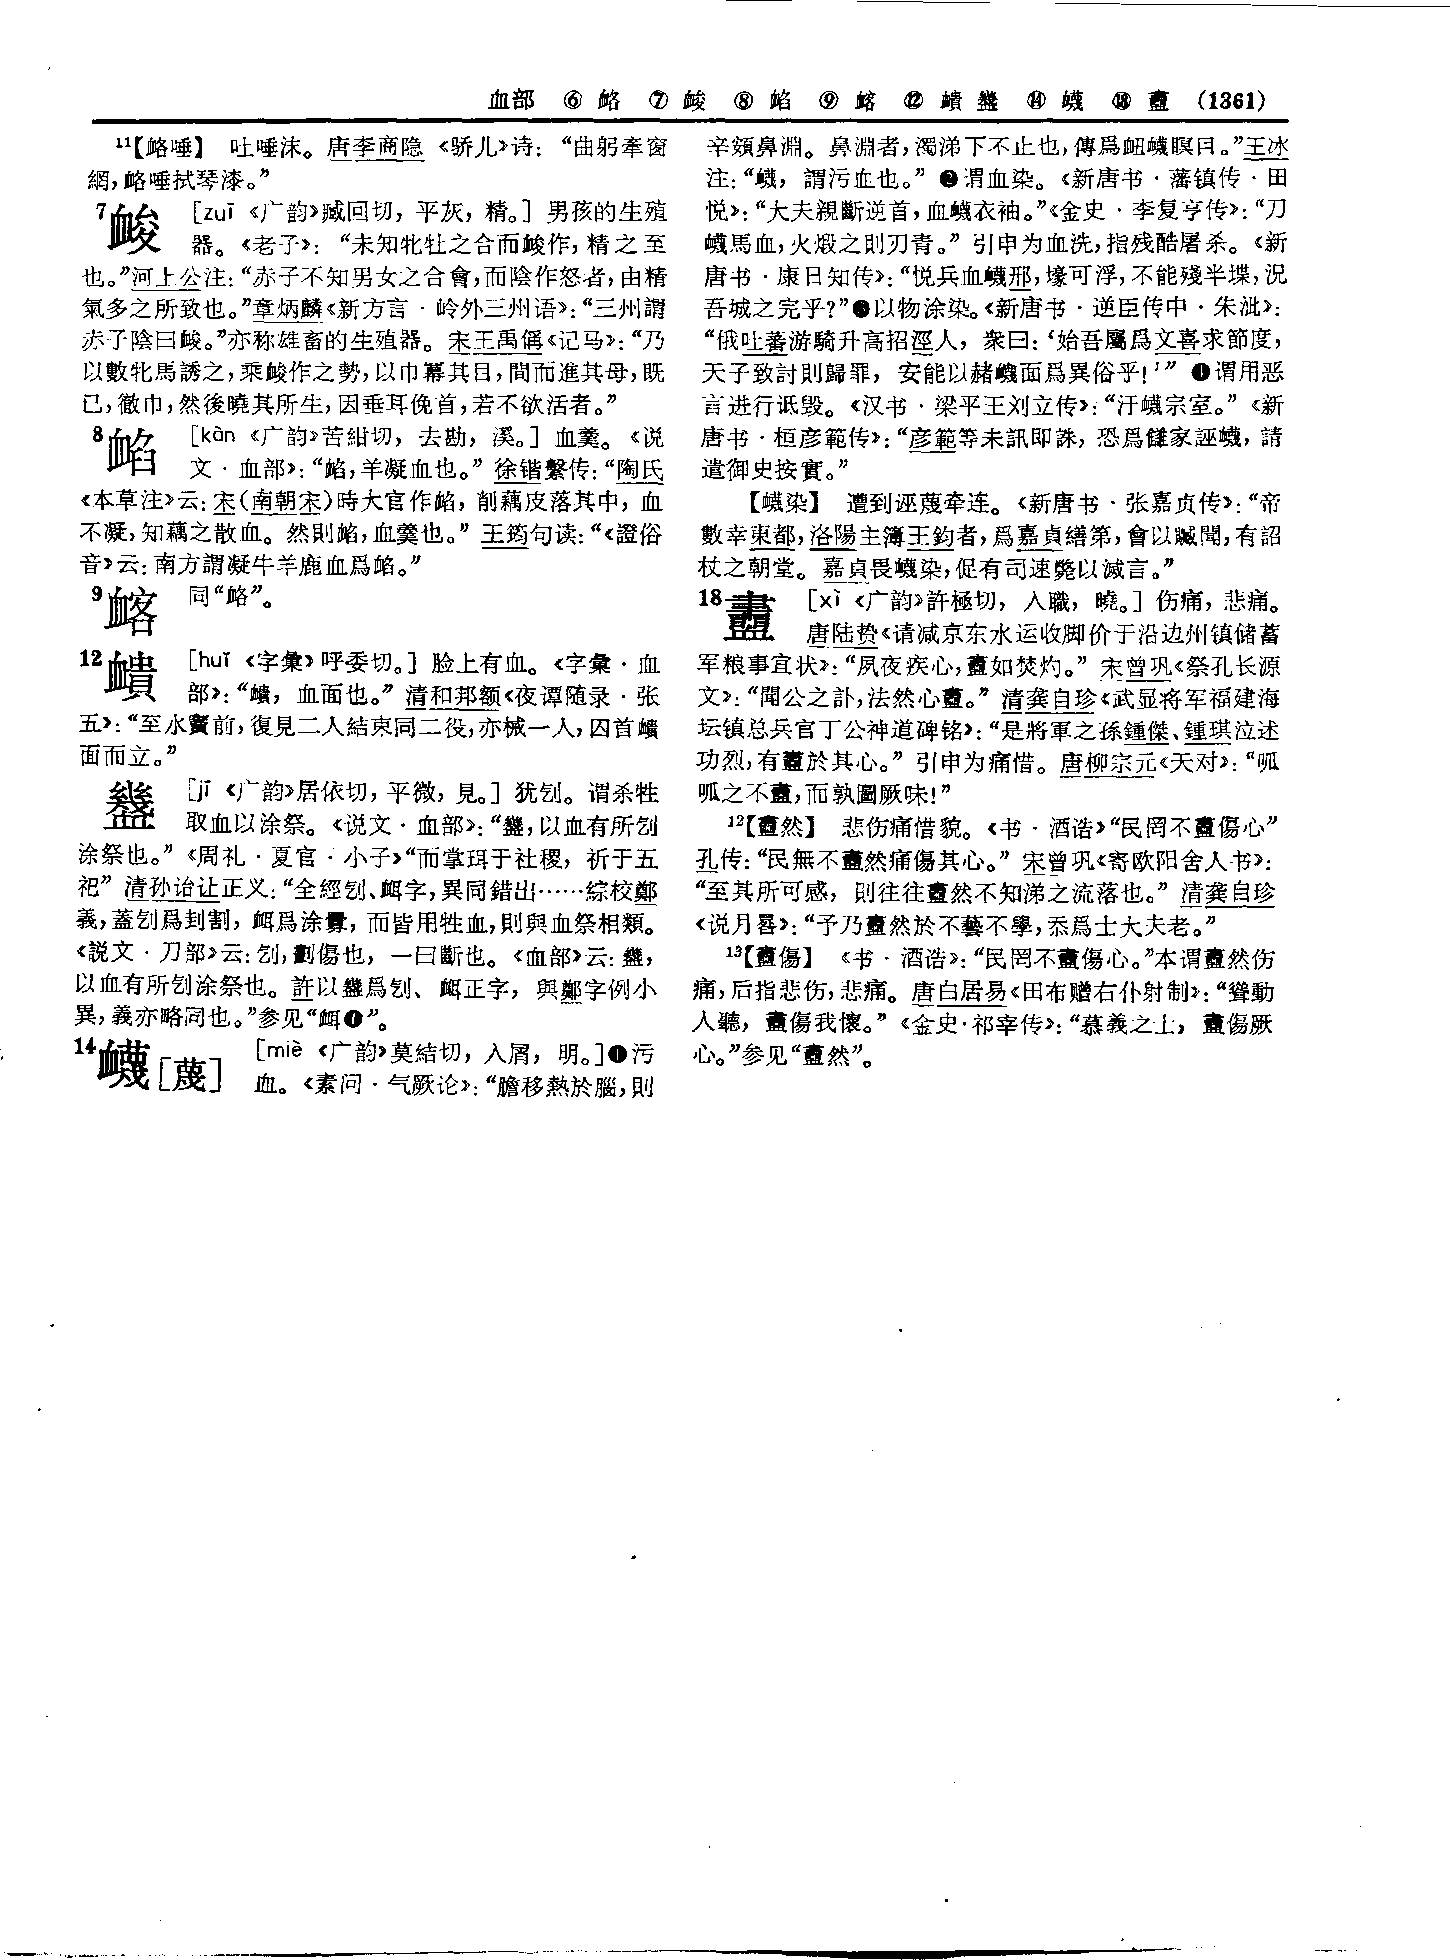 血部 ⑥ 衉 ⑦ 峻 ⑧ 衉 ⑨ ⑫ 䙡 ⑭ 衊 ⑱ 衋 (1361)
11【衉唾】 吐唾沫。唐李商隐《骄儿》诗：“曲躬牽窗
網，衉唾拭琴漆。”
7 朘 [zuī《广韵》臧回切，平灰，精。] 男孩的生殖
器。《老子》：“未知牝牡之合而朘作，精之至
也。”河上公注：“赤子不知男女之合會，而陰作怒者，由精
氣多之所致也。”章炳麟《新方言·岭外三州语》：“三州謂
赤子陰曰朘。”亦称雄畜的生殖器。宋王禹偁《记马》：“乃
以數牝馬誘之，乘朘作之勢，以巾冪其目，間而進其母，既
已，徹巾，然後曉其所生，因垂耳俛首，若不欲活者。”
8 衉 [kàn《广韵》苦紺切，去勘，溪。] 血羹。《说
文·血部》：“衉，羊凝血也。”徐锴繫传：“陶氏
《本草注》云：宋(南朝宋)時大官作衉，削藕皮落其中，血
不凝，知藕之散血。然則衉，血羹也。”王筠句读：“《證俗
音》云：南方謂凝牛羊鹿血爲衉。”
9 同“衉”。
12 [huǐ《字彙》呼委切。] 脸上有血。《字彙·血
部》：“血面也。”清和邦额《夜谭随录·张
五》：“至水竇前，復見二人結束同二役，亦械一人，囚首
面而立。”
[jī《广韵》居依切，平微，見。] 犹刉。谓杀牲
取血以涂祭。《说文·血部》：“以血有所刉
涂祭也。”《周礼·夏官·小子》“而掌珥于社稷，祈于五
祀”清孙诒让正义：“全經刉、衈字，異同錯出……綜校鄭
義，蓋刉爲刲割，衈爲涂釁，而皆用牲血，則與血祭相類。
《説文·刀部》云：刉，劃傷也，一曰斷也。《血部》云：
以血有所刉涂祭也。許以爲刉、衈正字，與鄭字例小
異，義亦略同也。”参见“衈❶”。
14 衊[蔑] [miè《广韵》莫結切，入屑，明。]❶污
血。《素问·气厥论》：“膽移熱於腦，則
辛頞鼻淵。鼻淵者，濁涕下不止也，傳爲衄衊瞑目。”王冰
注：“衊，謂污血也。”❷谓血染。《新唐书·藩镇传·田
悦》：“大夫親斷逆首，血衊衣袖。”《金史·李复亨传》：“刀
衊馬血，火煅之則刃青。”引申为血洗，指残酷屠杀。《新
唐书·康日知传》：“悦兵血衊邢，壕可浮，不能殘半堞，況
吾城之完乎？”❸以物涂染。《新唐书·逆臣传中·朱泚》：
“俄吐蕃游騎升高招涇人，衆曰：‘始吾屬爲文喜求節度，
天子致討則歸罪，安能以赭衊面爲異俗乎！’”❹谓用恶
言进行诋毁。《汉书·梁平王刘立传》：“汙衊宗室。”《新
唐书·桓彦範传》：“彦範等未訊即誅，恐爲讎家誣衊，請
遣御史按實。”
【衊染】 遭到诬蔑牵连。《新唐书·张嘉贞传》：“帝
數幸東都，洛陽主簿王鈞者，爲嘉貞繕第，會以贓聞，有詔
杖之朝堂。嘉貞畏衊染，促有司速斃以滅言。”
18 衋 [xì《广韵》許極切，入職，曉。] 伤痛，悲痛。
唐陆贽《请减京东水运收脚价于沿边州镇储蓄
军粮事宜状》：“夙夜疾心，衋如焚灼。”宋曾巩《祭孔长源
文》：“聞公之訃，法然心衋。”清龚自珍《武显将军福建海
坛镇总兵官丁公神道碑铭》：“是將軍之孫鍾傑、鍾琪泣述
功烈，有衋於其心。”引申为痛惜。唐柳宗元《天对》：“呱
呱之不衋，而孰圖厥味！”
12【衋然】 悲伤痛惜貌。《书·酒诰》“民罔不衋傷心”
孔传：“民無不衋然痛傷其心。”宋曾巩《寄欧阳舍人书》：
“至其所可感，則往往衋然不知涕之流落也。”清龚自珍
《说月晷》：“予乃衋然於不藝不學，忝爲士大夫老。”
13【衋傷】 《书·酒诰》：“民罔不衋傷心。”本谓衋然伤
痛，后指悲伤，悲痛。唐白居易《田布赠右仆射制》：“聳動
人聽，衋傷我懷。”《金史·祁宰传》：“慕義之士，衋傷厥
心。”参见“衋然”。